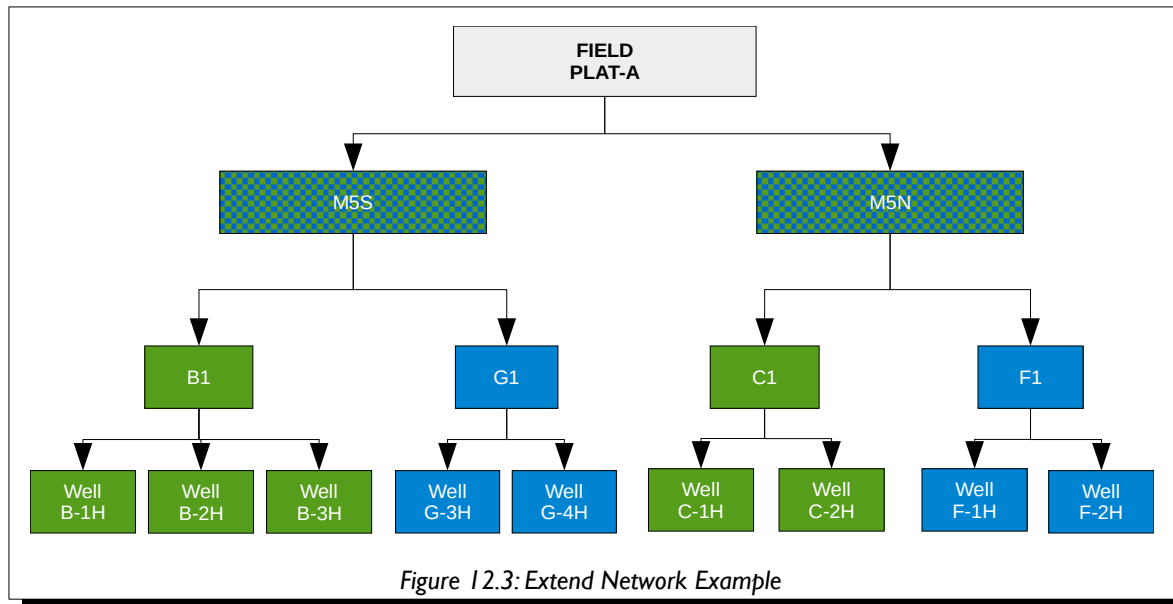 FIELD
PLAT-A
M5S
M5N
B1
G1
C1
F1
Well
B-1H
Well
B-2H
Well
B-3H
Well
G-3H
Well
G-4H
Well
C-1H
Well
C-2H
Well
F-1H
Well
F-2H
Figure 12.3: Extend Network Example